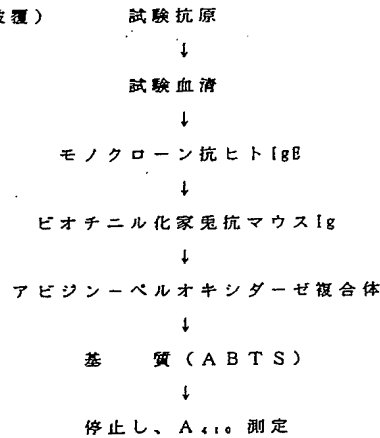 被覆) 試験抗原
↓
試験血清
↓
モノクローン抗ヒトIgE
↓
ビオチニル化家兎抗マウスIg
↓
アビジンーペルオキシダーゼ複合体
↓
基 質(ABTS)
↓
停止し、A₄₁₀ 測定